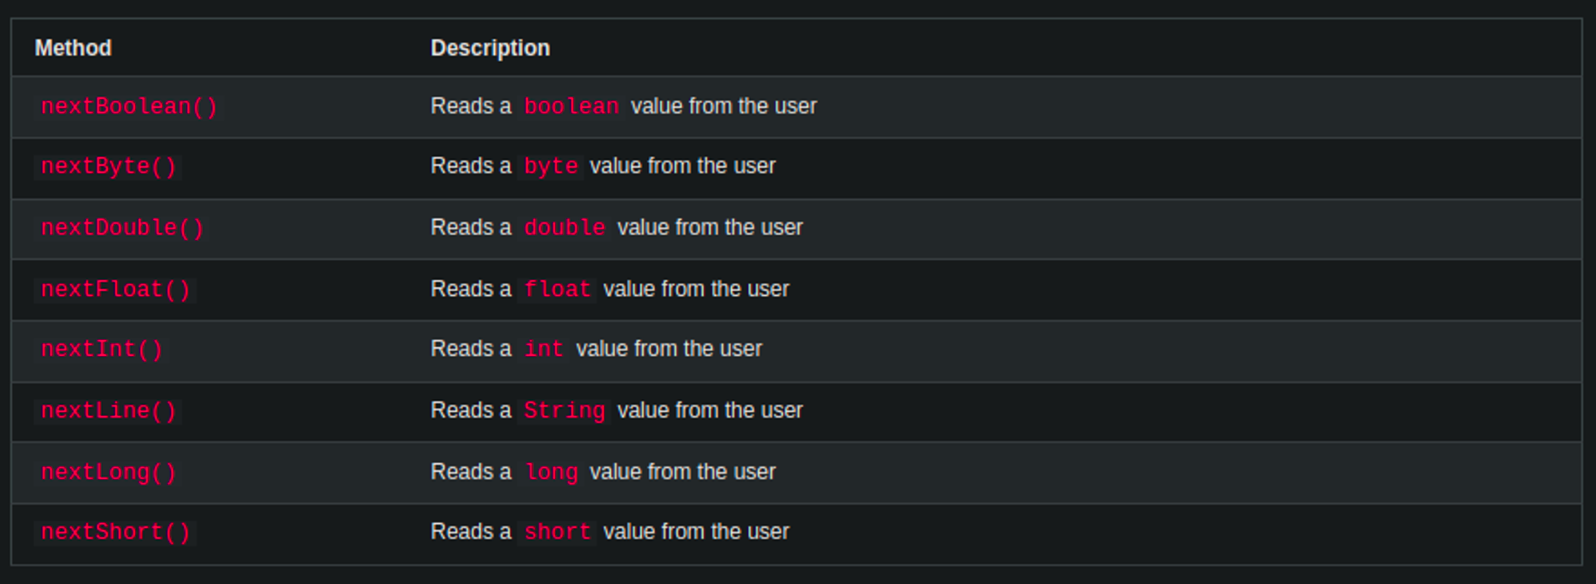 Method Description
nextBoolean() Reads a boolean value from the user
nextByte() Reads a byte value from the user
nextDouble() Reads a double value from the user
nextFloat() Reads a float value from the user
nextInt() Reads a int value from the user
nextLine() Reads a String value from the user
nextLong() Reads a long value from the user
nextShort() Reads a short value from the user